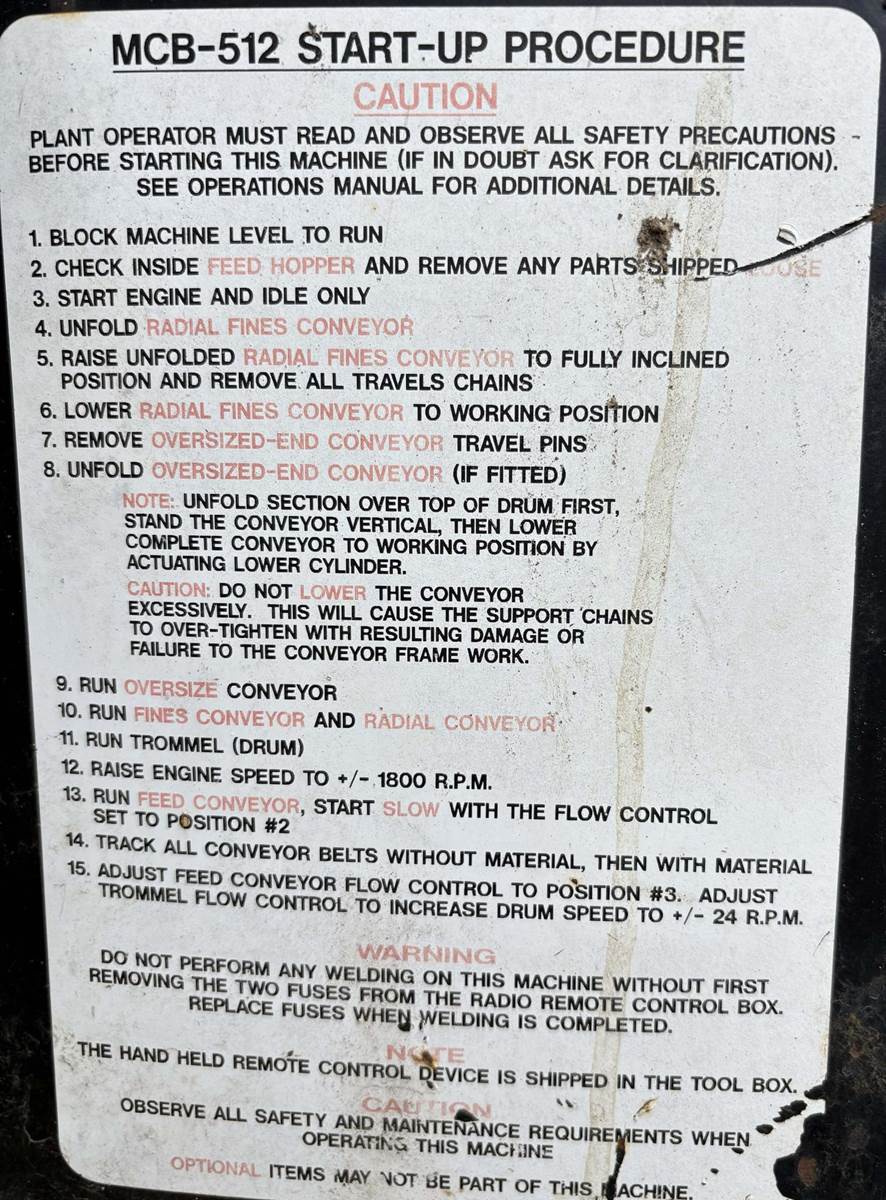 MCB-512 START-UP PROCEDURE
CAUTION
PLANT OPERATOR MUST READ AND OBSERVE ALL SAFETY PRECAUTIONS -
BEFORE STARTING THIS MACHINE (IF IN DOUBT ASK FOR CLARIFICATION).
SEE OPERATIONS MANUAL FOR ADDITIONAL DETAILS.
1. BLOCK MACHINE LEVEL TO RUN
2. CHECK INSIDE FEED HOPPER AND REMOVE ANY PARTS SHIPPED LOOSE
3. START ENGINE AND IDLE ONLY
4. UNFOLD RADIAL FINES CONVEYOR
5. RAISE UNFOLDED RADIAL FINES CONVEYOR TO FULLY INCLINED
POSITION AND REMOVE ALL TRAVELS CHAINS
6. LOWER RADIAL FINES CONVEYOR TO WORKING POSITION
7. REMOVE OVERSIZED-END CONVEYOR TRAVEL PINS
8. UNFOLD OVERSIZED-END CONVEYOR (IF FITTED)
NOTE: UNFOLD SECTION OVER TOP OF DRUM FIRST,
STAND THE CONVEYOR VERTICAL, THEN LOWER
COMPLETE CONVEYOR TO WORKING POSITION BY
ACTUATING LOWER CYLINDER.
CAUTION: DO NOT LOWER THE CONVEYOR
EXCESSIVELY. THIS WILL CAUSE THE SUPPORT CHAINS
TO OVER-TIGHTEN WITH RESULTING DAMAGE OR
FAILURE TO THE CONVEYOR FRAME WORK.
9. RUN OVERSIZE CONVEYOR
10. RUN FINES CONVEYOR AND RADIAL CONVEYOR
11. RUN TROMMEL (DRUM)
12. RAISE ENGINE SPEED TO +/- 1800 R.P.M.
13. RUN FEED CONVEYOR, START SLOW WITH THE FLOW CONTROL
SET TO POSITION #2
14. TRACK ALL CONVEYOR BELTS WITHOUT MATERIAL, THEN WITH MATERIAL
15. ADJUST FEED CONVEYOR FLOW CONTROL TO POSITION #3. ADJUST
TROMMEL FLOW CONTROL TO INCREASE DRUM SPEED TO +/- 24 R.P.M.
WARNING
DO NOT PERFORM ANY WELDING ON THIS MACHINE WITHOUT FIRST
REMOVING THE TWO FUSES FROM THE RADIO REMOTE CONTROL BOX.
REPLACE FUSES WHEN WELDING IS COMPLETED.
NOTE
THE HAND HELD REMOTE CONTROL DEVICE IS SHIPPED IN THE TOOL BOX.
CAUTION
OBSERVE ALL SAFETY AND MAINTENANCE REQUIREMENTS WHEN
OPERATING THIS MACHINE
OPTIONAL ITEMS MAY NOT BE PART OF THIS MACHINE.